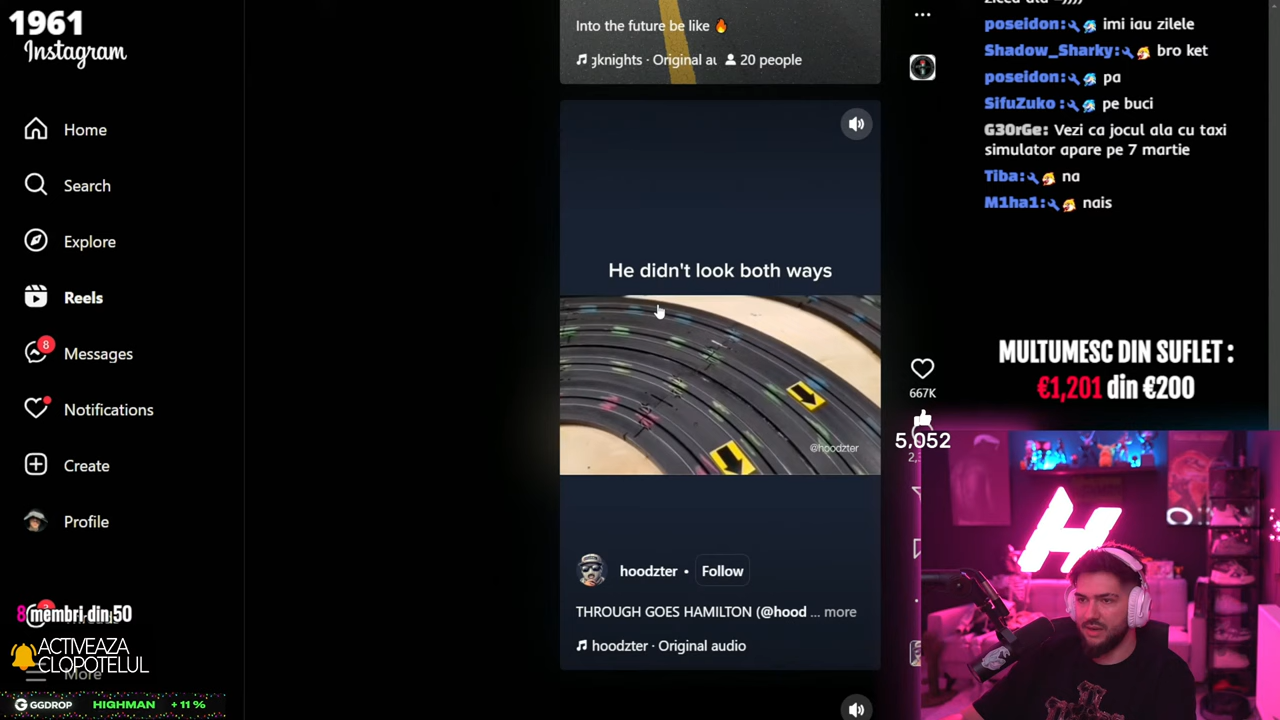 1961
Instagram
Home
Search
Explore
Reels
8
Messages
Notifications
Create
Profile
8 membri din 50
ACTIVEAZA
CLOPOTELUL
More
GGDROP HIGHMAN +11 %
Into the future be like 🔥
gknights · Original au 20 people
He didn't look both ways
@hoodzter
hoodzter • Follow
THROUGH GOES HAMILTON (@hood ... more
hoodzter · Original audio
667K
5,052
poseidon: imi iau zilele
Shadow_Sharky: bro ket
poseidon: pa
SifuZuko : pe buci
G3OrGe: Vezi ca jocul ala cu taxi
simulator apare pe 7 martie
Tiba: na
M1ha1: nais
MULTUMESC DIN SUFLET :
€1,201 din €200
H